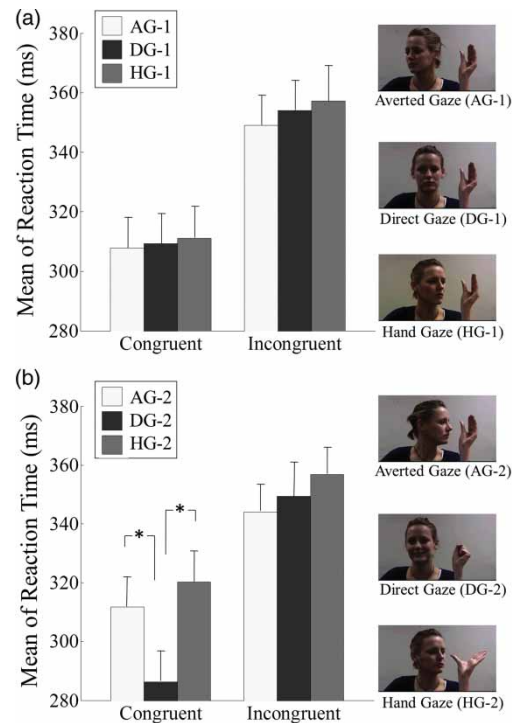 (a)
Mean of Reaction Time (ms)
380
360
340
320
300
280
AG-1
DG-1
HG-1
Congruent
Incongruent
Averted Gaze (AG-1)
Direct Gaze (DG-1)
Hand Gaze (HG-1)
(b)
Mean of Reaction Time (ms)
380
360
340
320
300
280
AG-2
DG-2
HG-2
*
*
Congruent
Incongruent
Averted Gaze (AG-2)
Direct Gaze (DG-2)
Hand Gaze (HG-2)